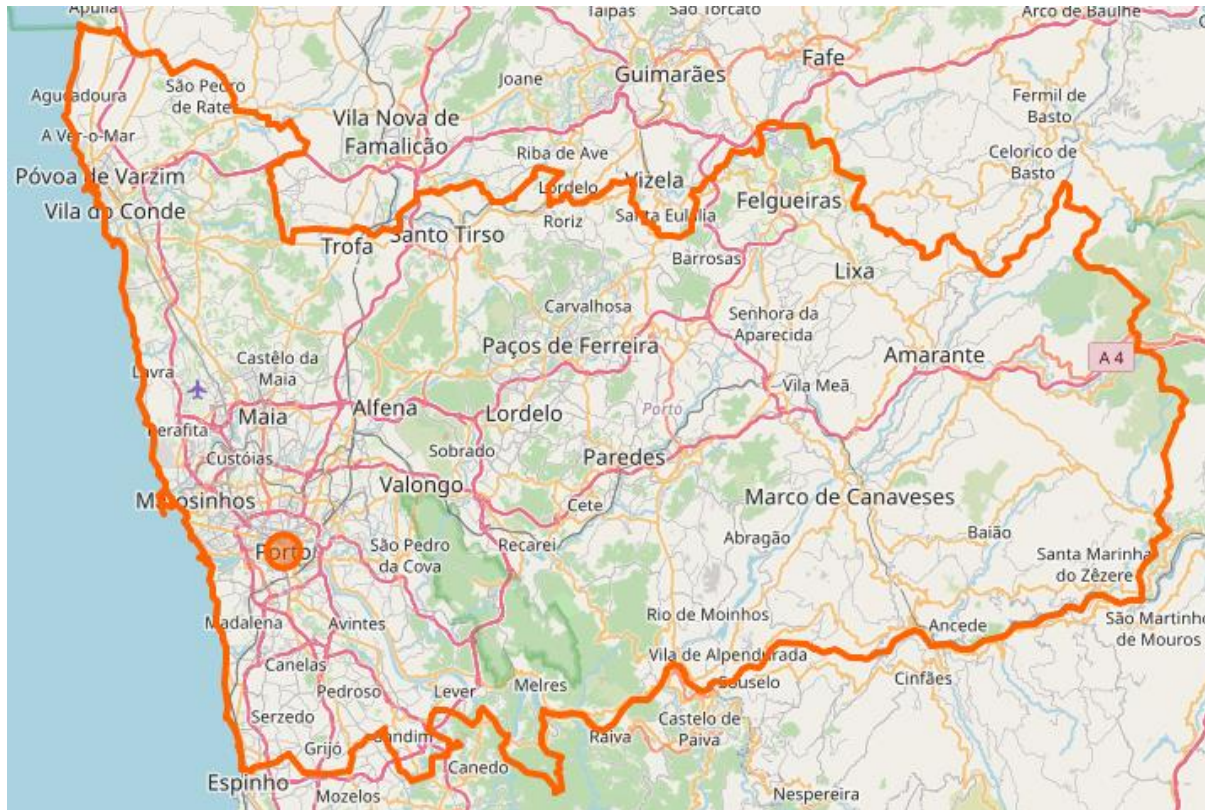 Apúlia
Taipas
São Torcato
Arco de Baúlhe
Fafe
Guimarães
Joane
São Pedro
de Rate
Aguçadoura
Fermil de
Basto
Vila Nova de
Famalicão
A Ver-o-Mar
Riba de Ave
Celorico de
Basto
Póvoa de Varzim
Lordelo
Vizela
Felgueiras
Vila do Conde
Roriz
Santa Eulália
Trofa
Santo Tirso
Barrosas
Lixa
Carvalhosa
Senhora da
Aparecida
Paços de Ferreira
Amarante
A 4
Castêlo da
Maia
Lavra
Vila Meã
Porto
Alfena
Lordelo
Maia
Perafita
Sobrado
Custóias
Paredes
Valongo
Matosinhos
Cete
Marco de Canaveses
Baião
Abragão
Recarei
São Pedro
da Cova
Porto
Santa Marinha
do Zêzere
Rio de Moinhos
São Martinho
de Mouros
Madalena
Avintes
Ancede
Vila de Alpendurada
Canelas
Cinfães
Souselo
Melres
Pedroso
Lever
Serzedo
Castelo de
Paiva
Raiva
Sandim
Grijó
Canedo
Espinho
Mozelos
Nespereira